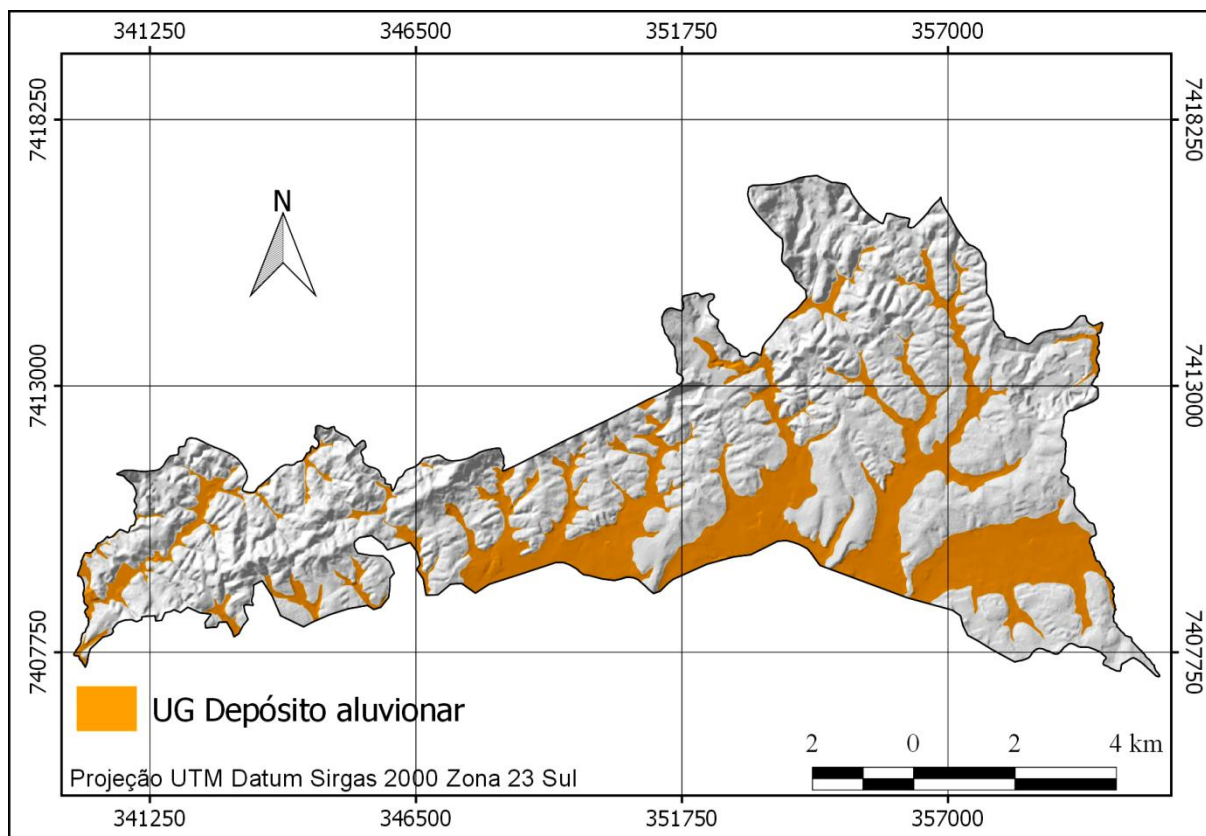 341250 346500 351750 357000
7418250 7418250
N
7413000 7413000
7407750 7407750
UG Depósito aluvionar
2 0 2 4 km
Projeção UTM Datum Sirgas 2000 Zona 23 Sul
341250 346500 351750 357000